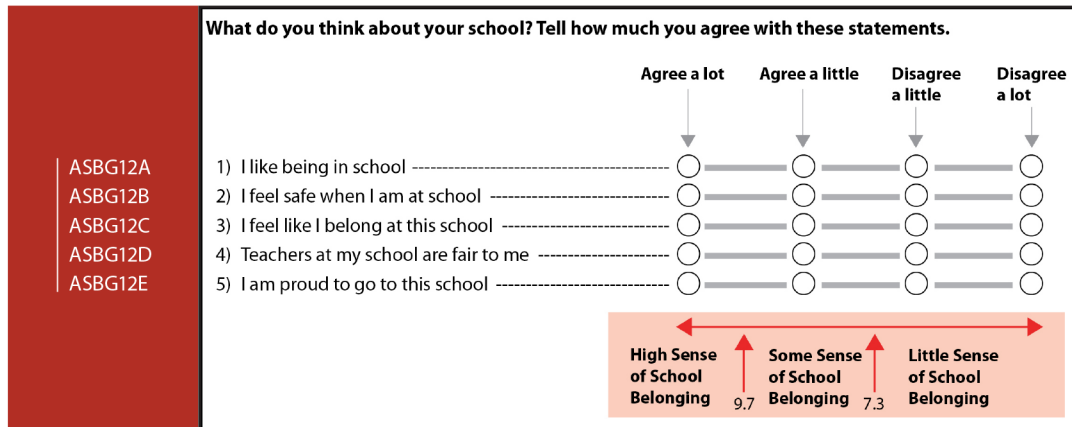 What do you think about your school? Tell how much you agree with these statements.
Agree a lot
Agree a little
Disagree
a little
Disagree
a lot
ASBG12A 1) I like being in school
ASBG12B 2) I feel safe when I am at school
ASBG12C 3) I feel like I belong at this school
ASBG12D 4) Teachers at my school are fair to me
ASBG12E 5) I am proud to go to this school
High Sense
of School
Belonging
9.7
Some Sense
of School
Belonging
7.3
Little Sense
of School
Belonging